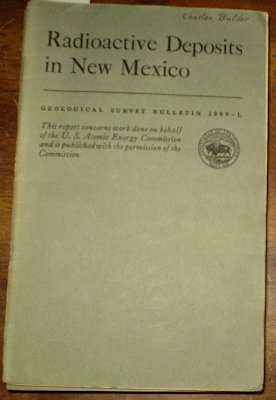 Charles Butler
Radioactive Deposits
in New Mexico
GEOLOGICAL SURVEY BULLETIN 1009-L
This report concerns work done on behalf
of the U. S. Atomic Energy Commission
and is published with the permission of the
Commission